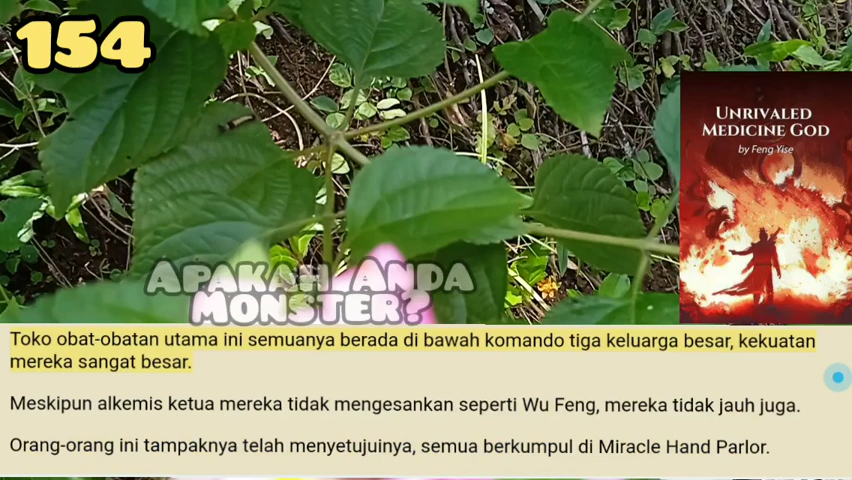 154
UNRIVALED
MEDICINE GOD
by Feng Yise
APAKAH ANDA
MONSTER?
Toko obat-obatan utama ini semuanya berada di bawah komando tiga keluarga besar, kekuatan
mereka sangat besar.
Meskipun alkemis ketua mereka tidak mengesankan seperti Wu Feng, mereka tidak jauh juga.
Orang-orang ini tampaknya telah menyetujuinya, semua berkumpul di Miracle Hand Parlor.